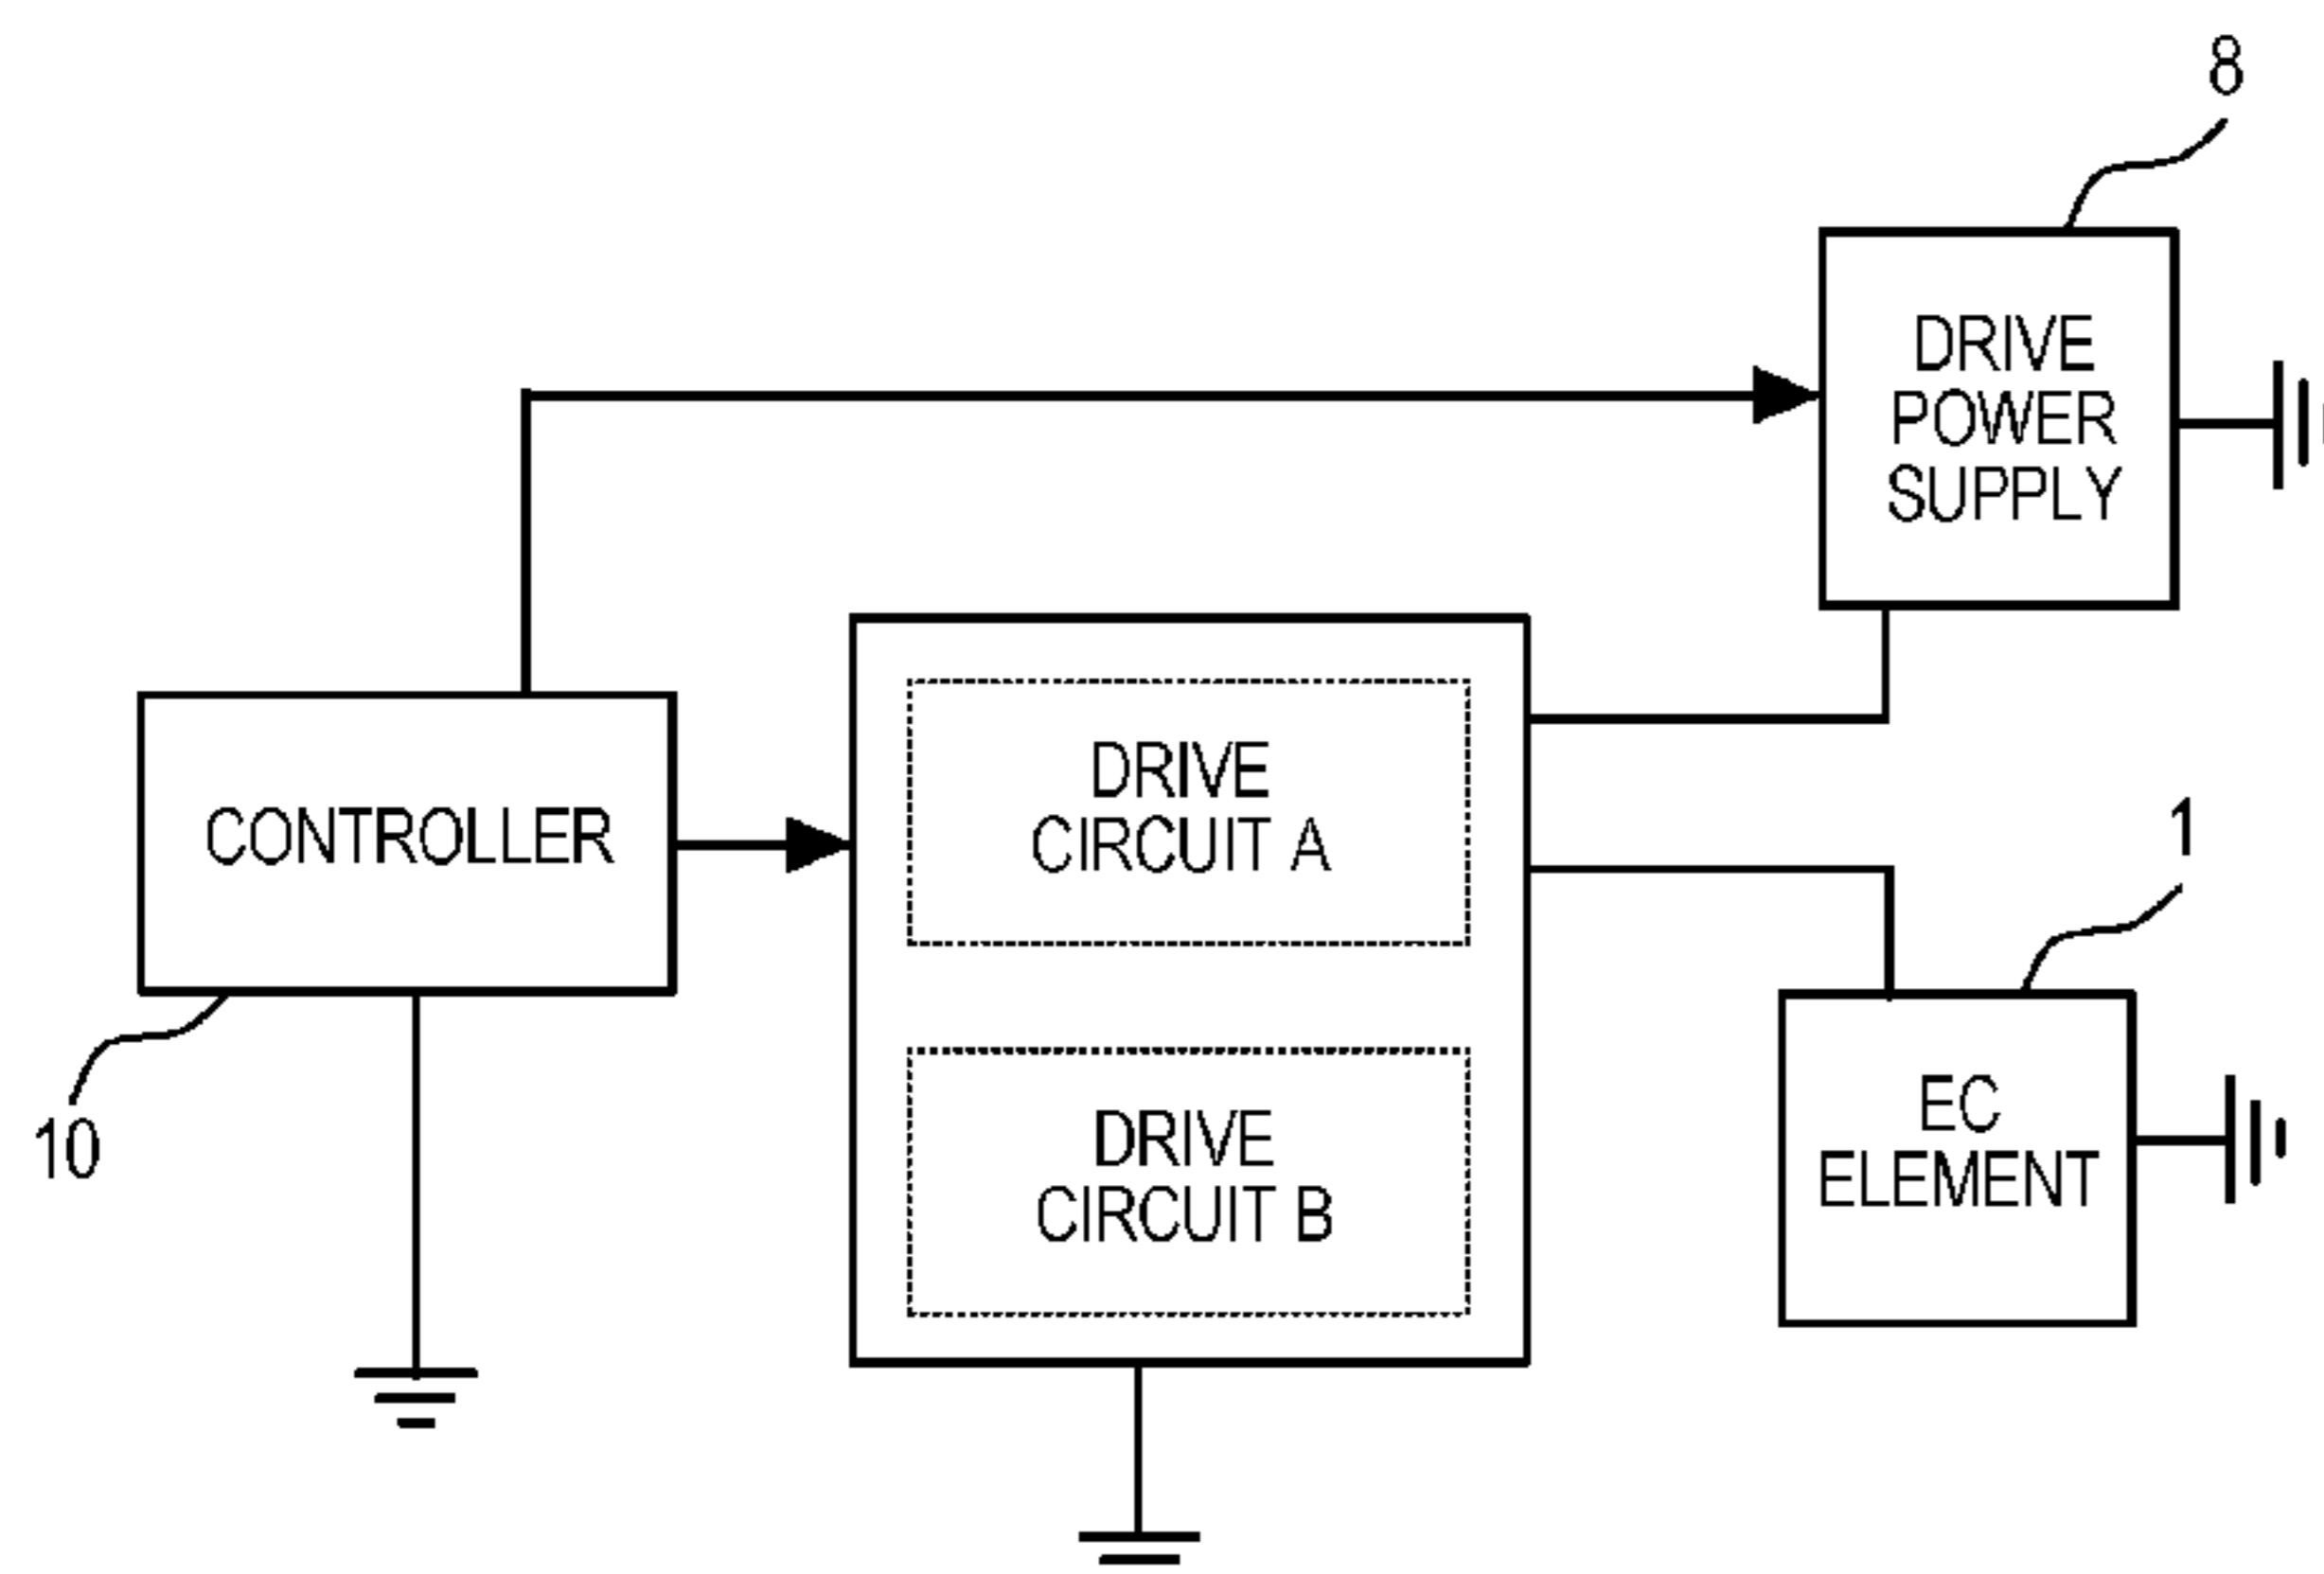 8
DRIVE
POWER
SUPPLY
CONTROLLER
10
DRIVE
CIRCUIT A
DRIVE
CIRCUIT B
1
EC
ELEMENT